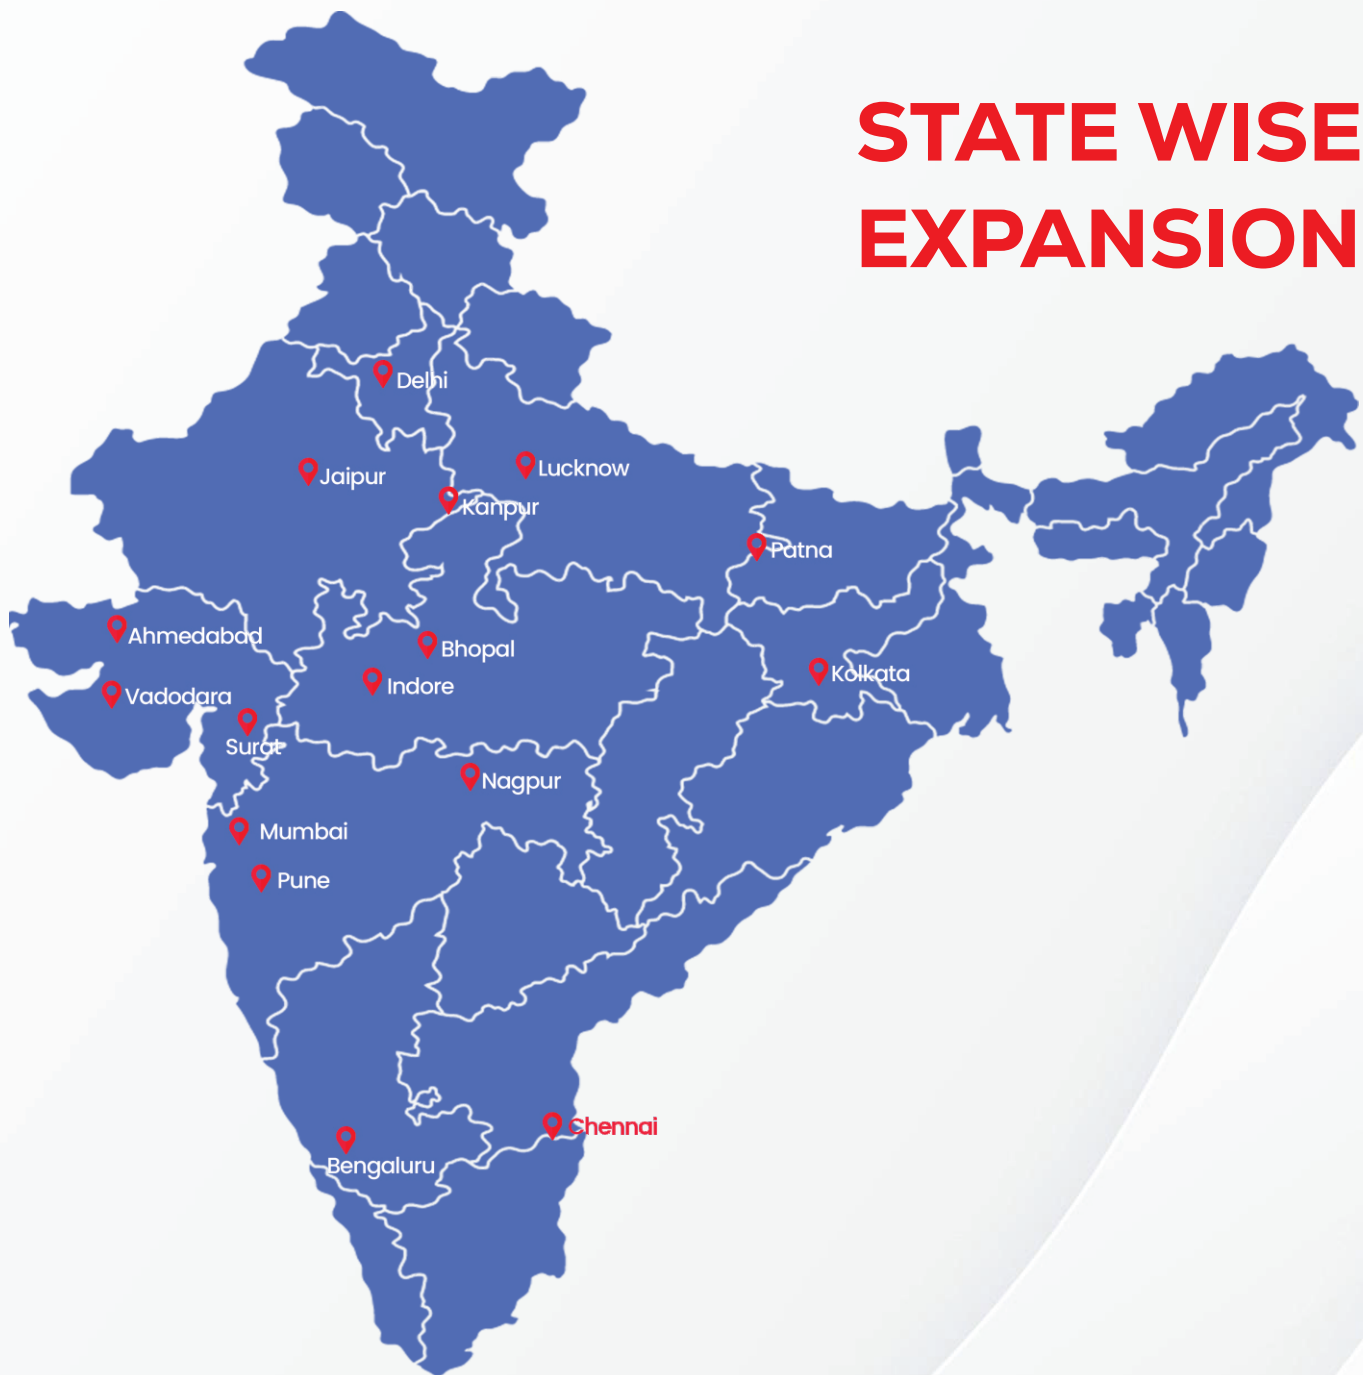 STATE WISE
EXPANSION
Delhi
Lucknow
Jaipur
Kanpur
Patna
Ahmedabad
Bhopal
Kolkata
Indore
Vadodara
Surat
Nagpur
Mumbai
Pune
Chennai
Bengaluru